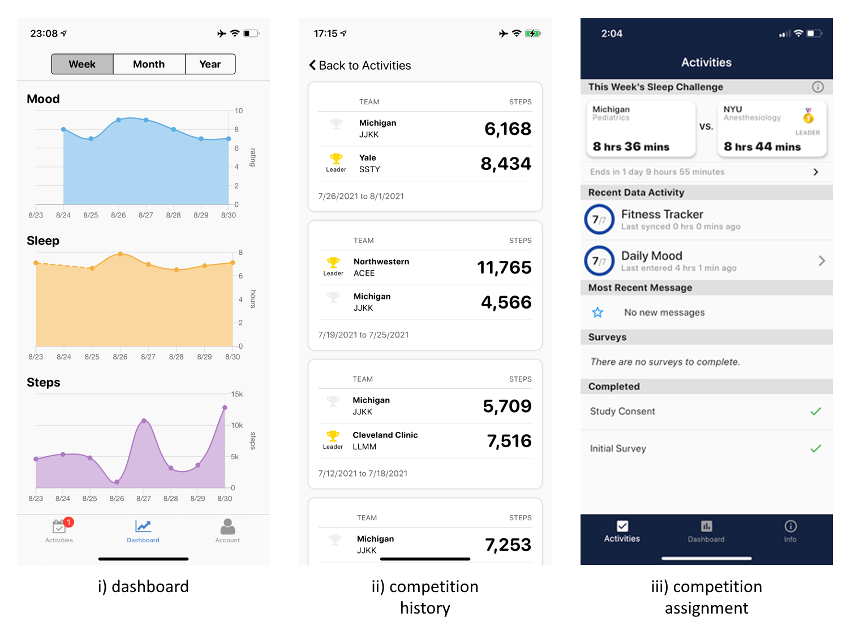 23:08
Week Month Year
Mood
10
8
6
4
2
0
rating
8/23 8/24 8/25 8/26 8/27 8/28 8/29 8/30
Sleep
8
6
4
2
0
hours
8/23 8/24 8/25 8/26 8/27 8/28 8/29 8/30
Steps
15k
10k
5k
0
steps
8/23 8/24 8/25 8/26 8/27 8/28 8/29 8/30
1
Activities Dashboard Account
i) dashboard
17:15
Back to Activities
TEAM STEPS
Michigan
JJKK
6,168
Yale
SSTY
8,434
Leader
7/26/2021 to 8/1/2021
TEAM STEPS
Northwestern
ACEE
11,765
Leader
Michigan
JJKK
4,566
7/19/2021 to 7/25/2021
TEAM STEPS
Michigan
JJKK
5,709
Cleveland Clinic
LLMM
7,516
Leader
7/12/2021 to 7/18/2021
TEAM STEPS
Michigan
JJKK
7,253
ii) competition
history
2:04
Activities
This Week's Sleep Challenge
Michigan
Pediatrics
8 hrs 36 mins
vs.
NYU
Anesthesiology
LEADER
8 hrs 44 mins
Ends in 1 day 9 hours 55 minutes
Recent Data Activity
7/7
Fitness Tracker
Last synced 0 hrs 0 mins ago
7/7
Daily Mood
Last entered 4 hrs 1 min ago
Most Recent Message
No new messages
Surveys
There are no surveys to complete.
Completed
Study Consent
Initial Survey
Activities Dashboard Info
iii) competition
assignment